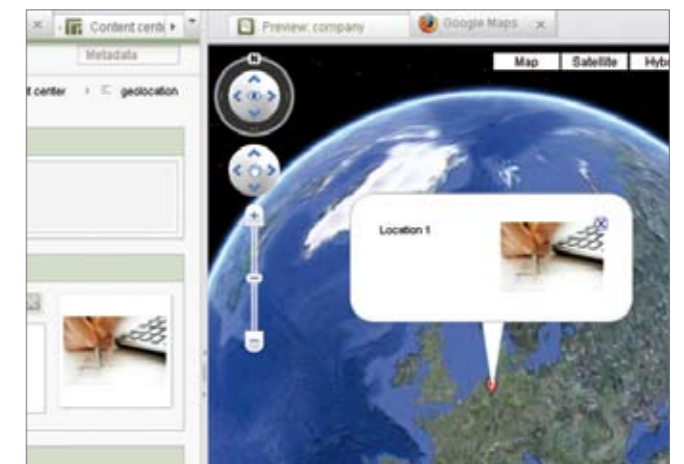 Content cent
Preview: company
Google Maps
Metadata
N
Map
Satellite
Hyb
t center
geolocation
Location 1